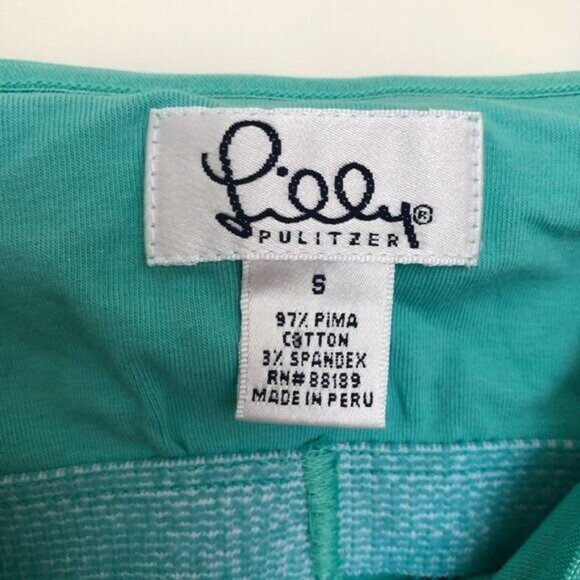 Lilly®
PULITZER
S
97% PIMA
COTTON
3% SPANDEX
RN# 88189
MADE IN PERU